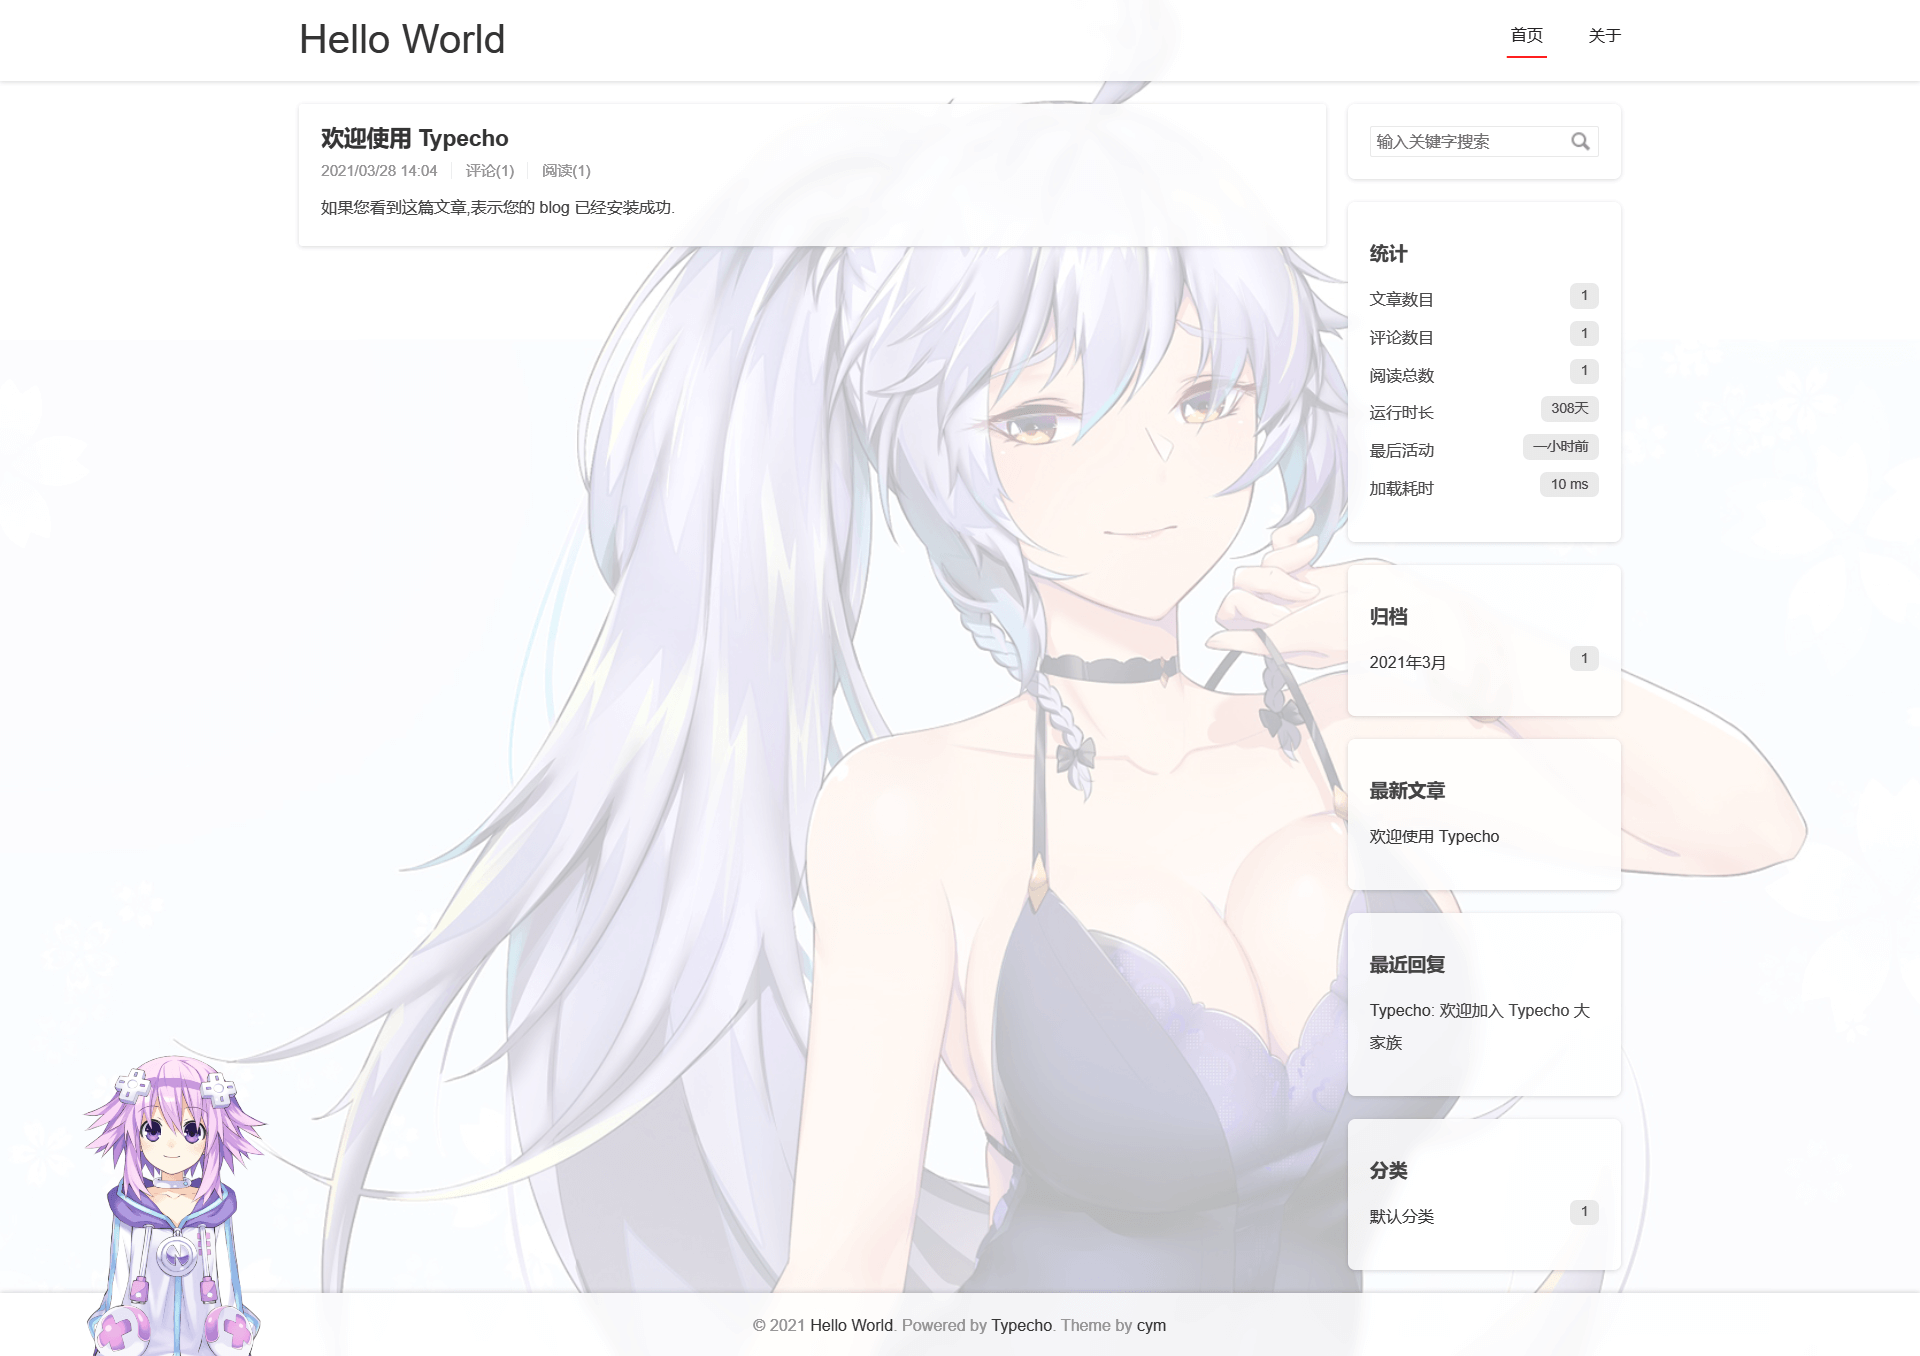 Hello World
首页
关于
欢迎使用 Typecho
2021/03/28 14:04 评论(1) 阅读(1)
如果您看到这篇文章,表示您的 blog 已经安装成功.
输入关键字搜索
统计
文章数目 1
评论数目 1
阅读总数 1
运行时长 308天
最后活动 一小时前
加载耗时 10 ms
归档
2021年3月 1
最新文章
欢迎使用 Typecho
最近回复
Typecho: 欢迎加入 Typecho 大
家族
分类
默认分类 1
© 2021 Hello World. Powered by Typecho. Theme by cym